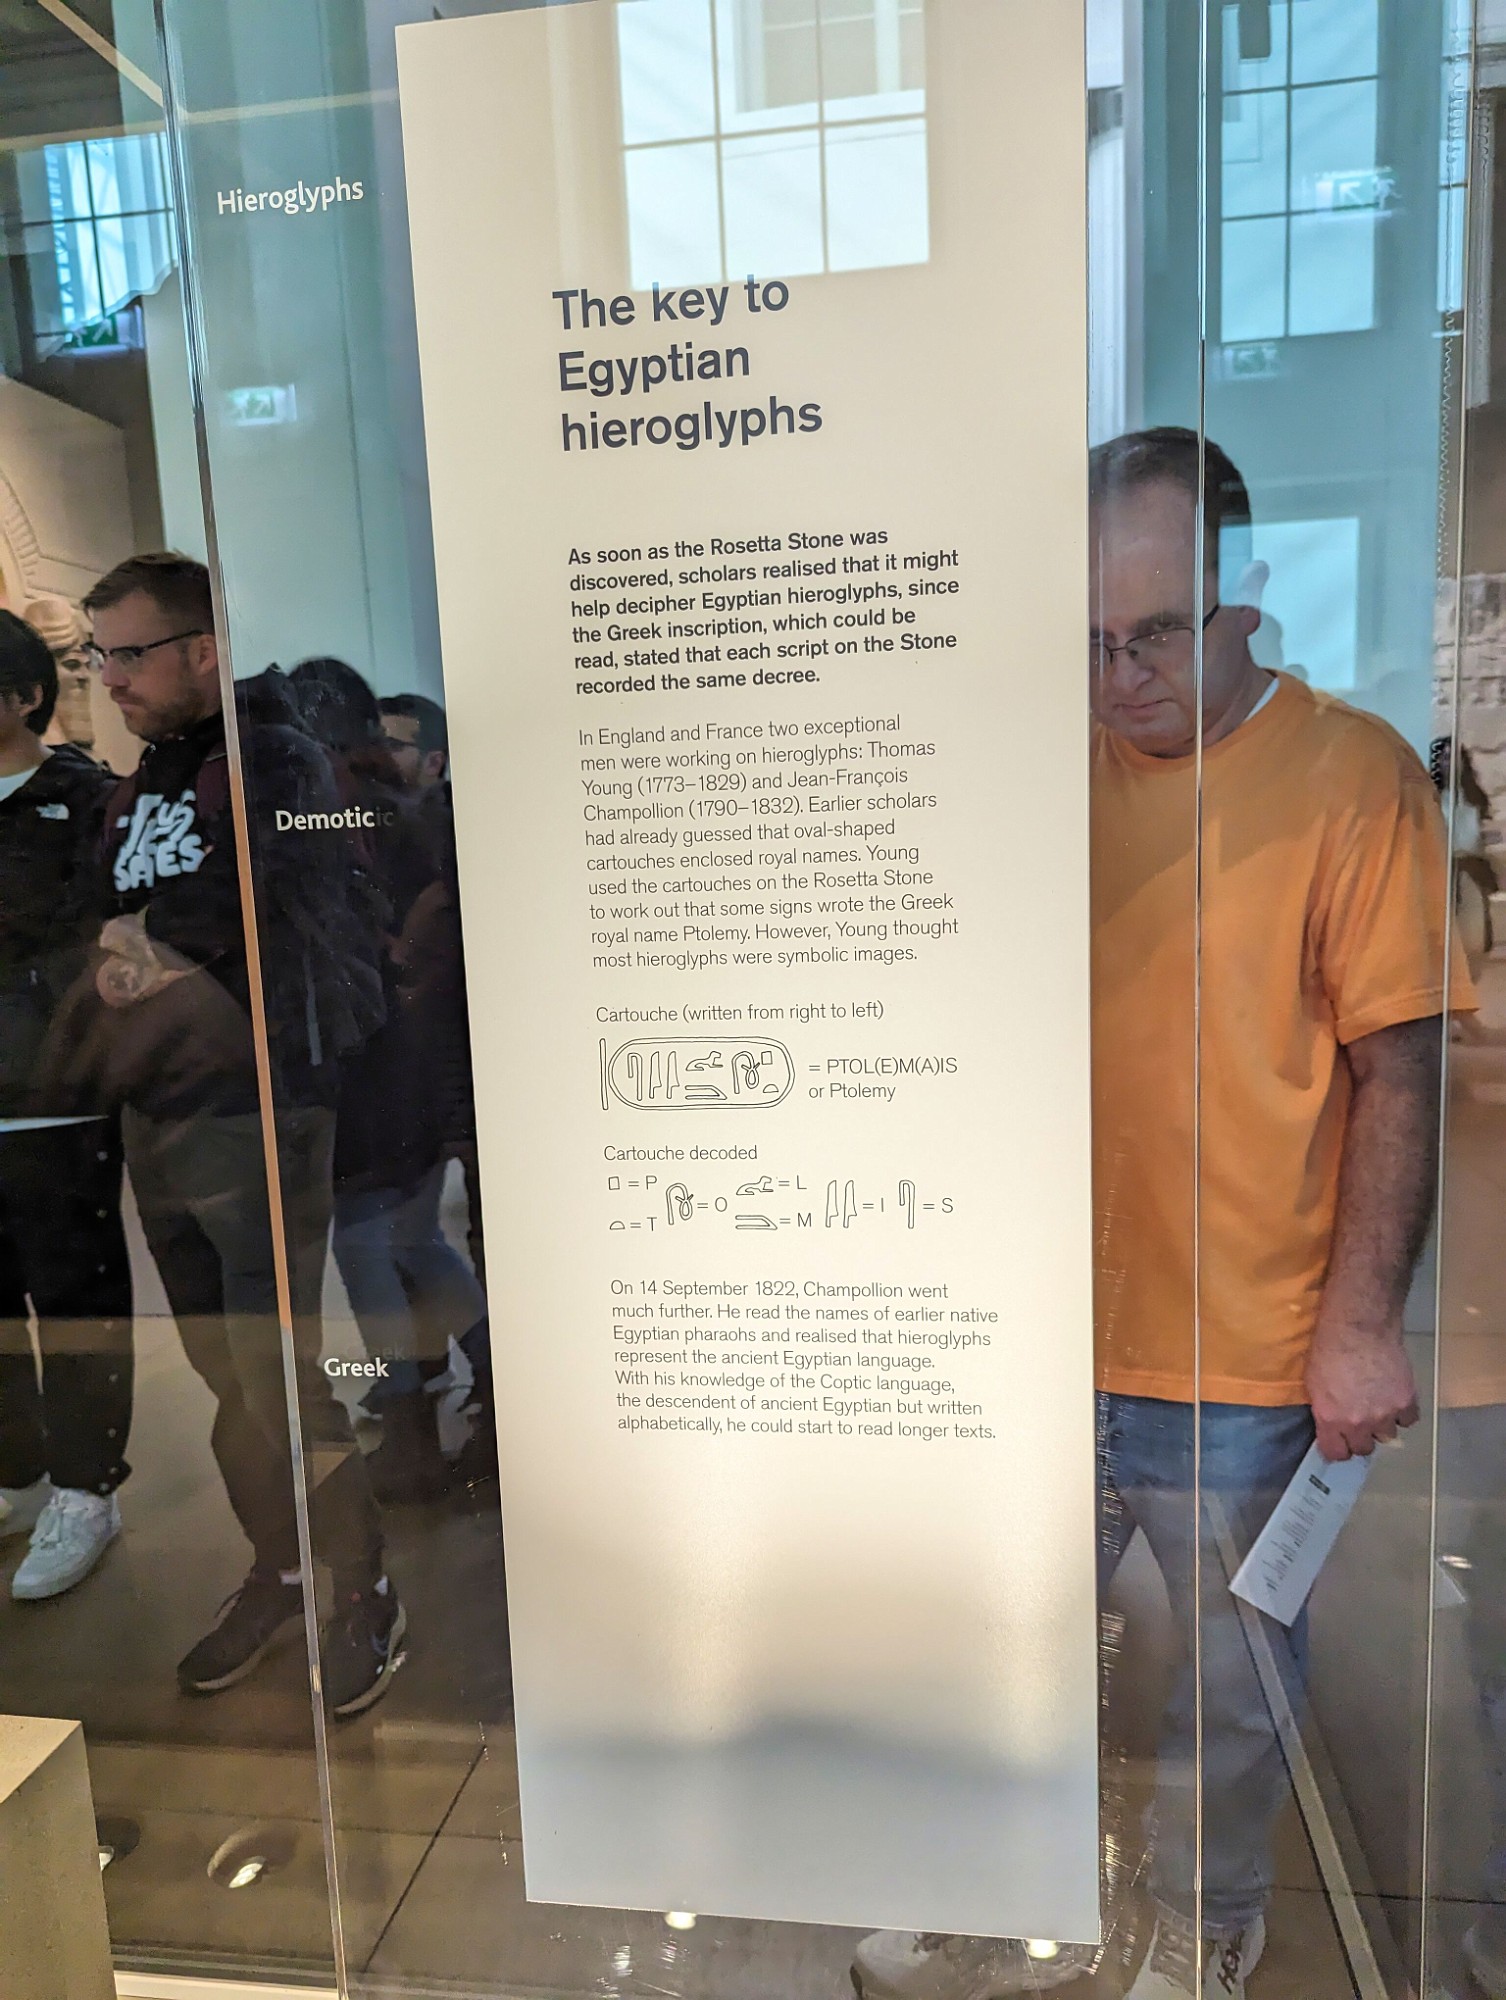 Hieroglyphs
Demotic
Greek
The key to
Egyptian
hieroglyphs
As soon as the Rosetta Stone was
discovered, scholars realised that it might
help decipher Egyptian hieroglyphs, since
the Greek inscription, which could be
read, stated that each script on the Stone
recorded the same decree.
In England and France two exceptional
men were working on hieroglyphs: Thomas
Young (1773–1829) and Jean-François
Champollion (1790–1832). Earlier scholars
had already guessed that oval-shaped
cartouches enclosed royal names. Young
used the cartouches on the Rosetta Stone
to work out that some signs wrote the Greek
royal name Ptolemy. However, Young thought
most hieroglyphs were symbolic images.
Cartouche (written from right to left)
= PTOL(E)M(A)IS
or Ptolemy
Cartouche decoded
= P = O = L = I = S
= T = M
On 14 September 1822, Champollion went
much further. He read the names of earlier native
Egyptian pharaohs and realised that hieroglyphs
represent the ancient Egyptian language.
With his knowledge of the Coptic language,
the descendent of ancient Egyptian but written
alphabetically, he could start to read longer texts.